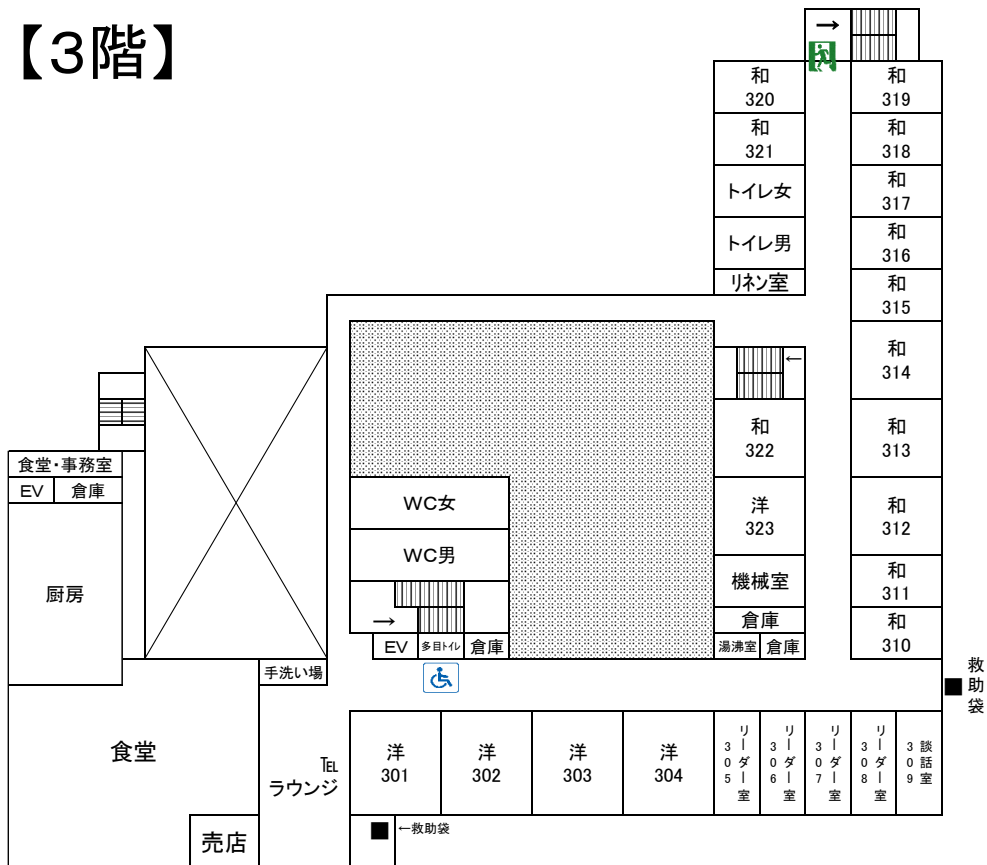 【３階】
→
和
320
和
319
和
321
和
318
トイレ女
和
317
トイレ男
和
316
リネン室
和
315
←
和
314
和
322
和
313
食堂・事務室
EV
倉庫
WC女
洋
323
和
312
WC男
厨房
機械室
和
311
→
倉庫
和
310
EV
多目トイレ
倉庫
湯沸室
倉庫
手洗い場
救助袋
食堂
TEL
ラウンジ
洋
301
洋
302
洋
303
洋
304
リーダー室
305
リーダー室
306
リーダー室
307
リーダー室
308
談話室
309
売店
←救助袋